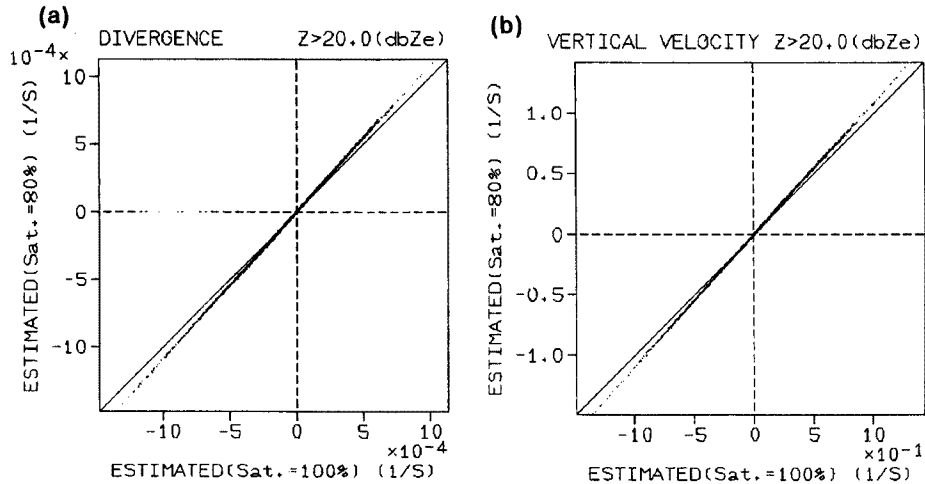 (a)
DIVERGENCE Z>20.0(dbZe)
10⁻⁴x
10
5
0
-5
-10
ESTIMATED(Sat.=80%) (1/S)
-10 -5 0 5 10
×10⁻⁴
ESTIMATED(Sat.=100%) (1/S)
(b)
VERTICAL VELOCITY Z>20.0(dbZe)
1.0
0.5
0
-0.5
-1.0
ESTIMATED(Sat.=80%) (1/S)
-10 -5 0 5 10
×10⁻¹
ESTIMATED(Sat.=100%) (1/S)